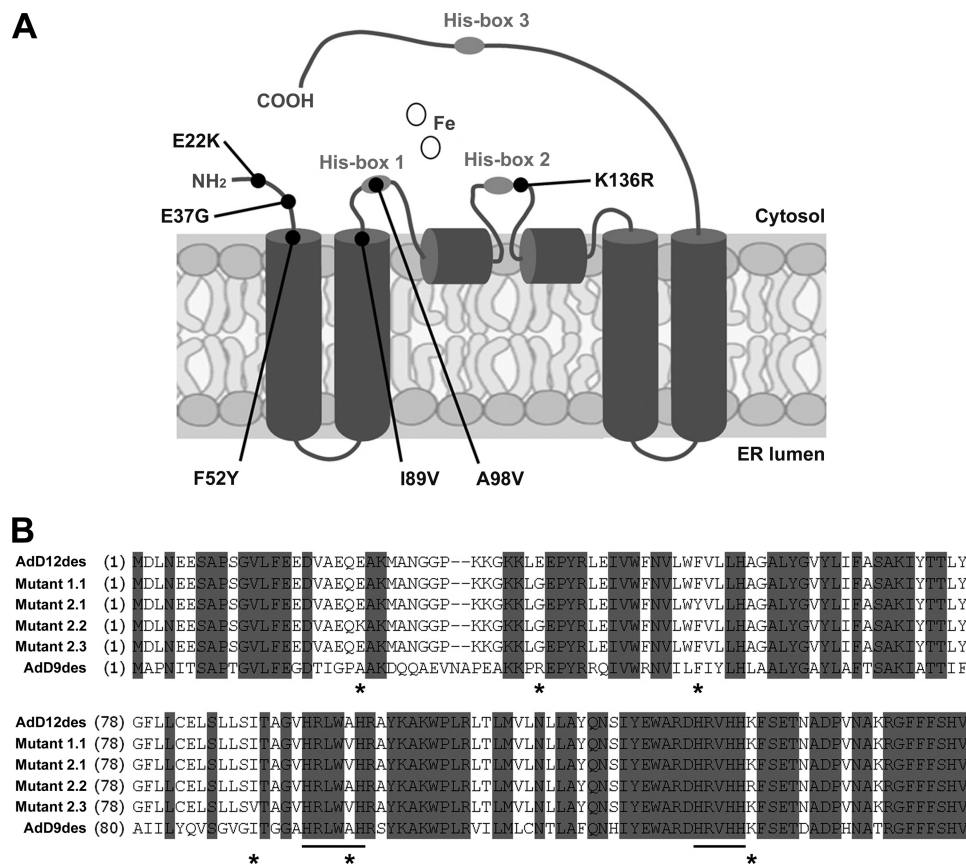 A
His-box 3
COOH
Fe
E22K
His-box 1
His-box 2
NH2
K136R
E37G
Cytosol
ER lumen
F52Y
I89V
A98V
B
AdD12des (1) MDLNEESAPSGVLFEEDVAEQEAKMANGGP--KKGKKLEEPYRLEIVWFNVLWFVLLHAGALYGVYLIFASAKIYTTLY
Mutant 1.1 (1) MDLNEESAPSGVLFEEDVAEQEAKMANGGP--KKGKKLGEPYRLEIVWFNVLWFVLLHAGALYGVYLIFASAKIYTTLY
Mutant 2.1 (1) MDLNEESAPSGVLFEEDVAEQEAKMANGGP--KKGKKLGEPYRLEIVWFNVLWYVLLHAGALYGVYLIFASAKIYTTLY
Mutant 2.2 (1) MDLNEESAPSGVLFEEDVAEQKAKMANGGP--KKGKKLGEPYRLEIVWFNVLWFVLLHAGALYGVYLIFASAKIYTTLY
Mutant 2.3 (1) MDLNEESAPSGVLFEEDVAEQEAKMANGGP--KKGKKLGEPYRLEIVWFNVLWFVLLHAGALYGVYLIFASAKIYTTLY
AdD9des (1) MAPNITSAPTGVLFEGDTIGPAAKDQQAEVNAPEAKKPREPYRRQIVWRNVILFIYLHLAALYGAYLAFTSAKIATTIF
* * *
AdD12des (78) GFLLCELSLLSITAGVHRLWAHRAYKAKWPLRLTLMVLNLLAYQNSIYEWARDHRVHHKFSETNADPVNAKRGFFFSHV
Mutant 1.1 (78) GFLLCELSLLSITAGVHRLWVHRAYKAKWPLRLTLMVLNLLAYQNSIYEWARDHRVHHKFSETNADPVNAKRGFFFSHV
Mutant 2.1 (78) GFLLCELSLLSITAGVHRLWVHRAYKAKWPLRLTLMVLNLLAYQNSIYEWARDHRVHHKFSETNADPVNAKRGFFFSHV
Mutant 2.2 (78) GFLLCELSLLSITAGVHRLWVHRAYKAKWPLRLTLMVLNLLAYQNSIYEWARDHRVHHRFSETNADPVNAKRGFFFSHV
Mutant 2.3 (78) GFLLCELSLLSVTAGVHRLWVHRAYKAKWPLRLTLMVLNLLAYQNSIYEWARDHRVHHKFSETNADPVNAKRGFFFSHV
AdD9des (80) AIILYQVSGVGITGGAHRLWAHRSYKAKWPLRVILMLCNTLAFQNHIYEWARDHRVHHKFSETDADPHNATRGFFFSHV
* * *